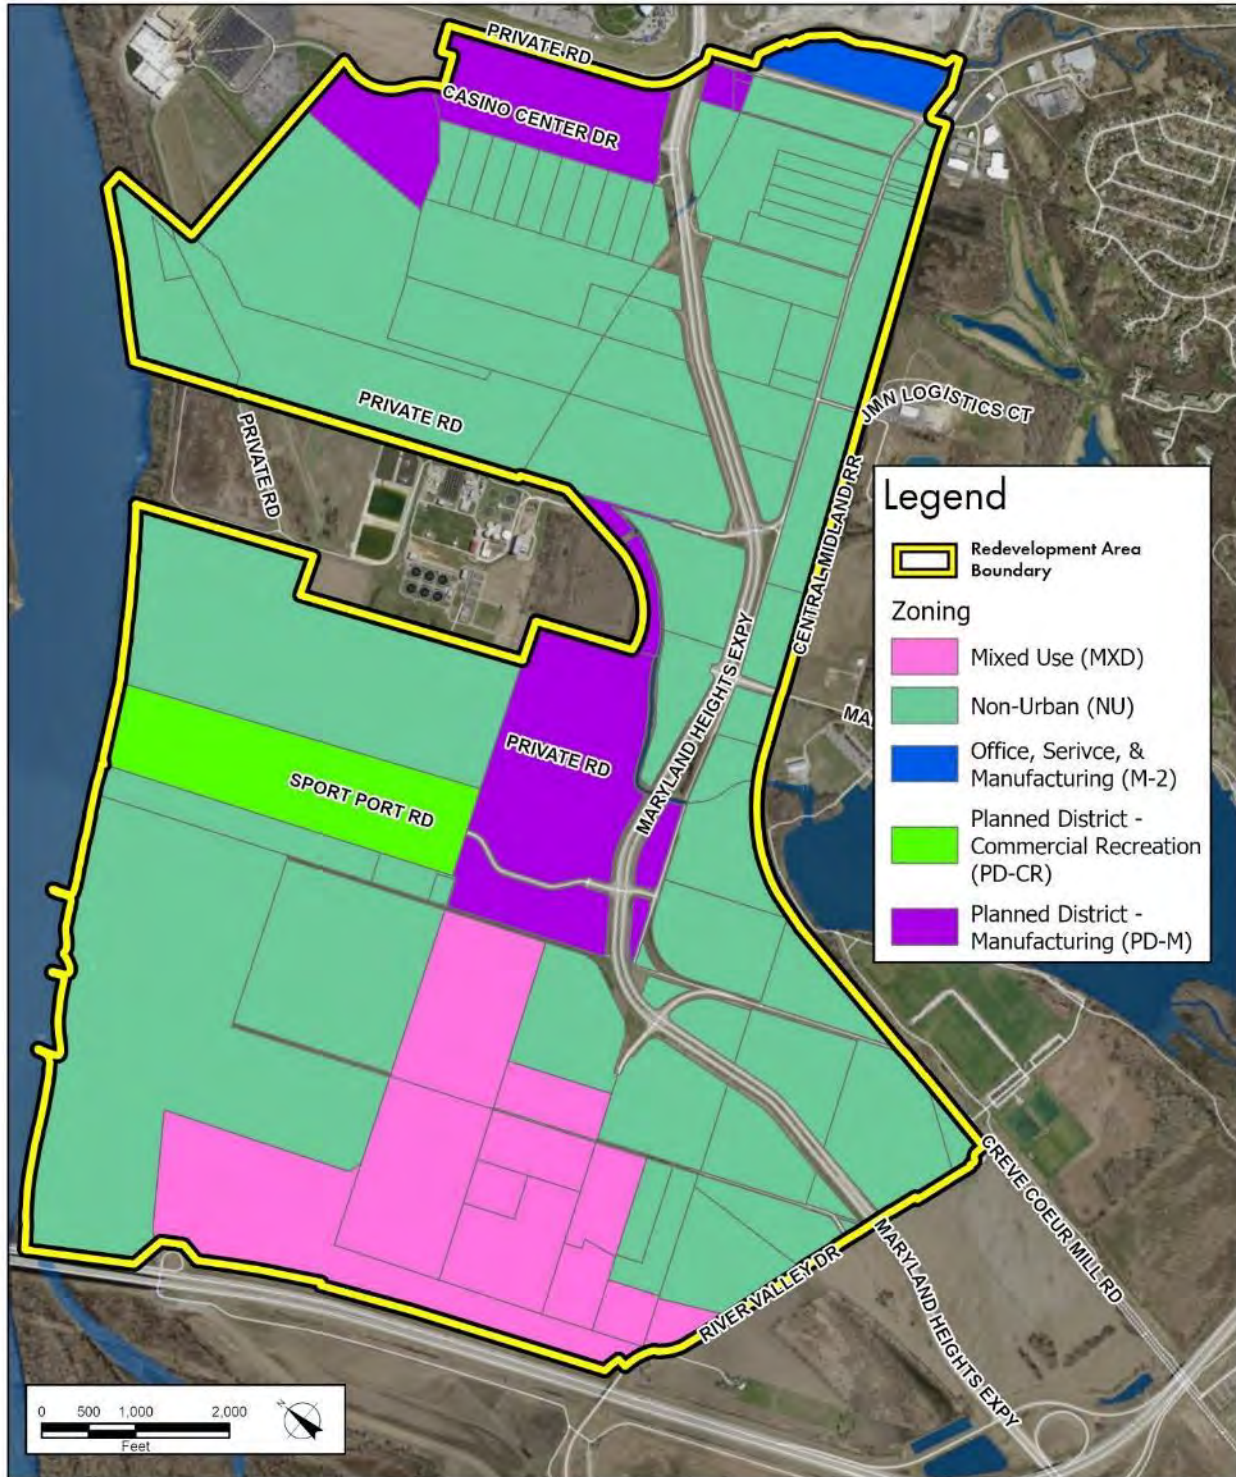 PRIVATE RD
CASINO CENTER DR
PRIVATE RD
PRIVATE RD
JMN LOGISTICS CT
CENTRAL MIDLAND RR
MARYLAND HEIGHTS EXPY
MA
PRIVATE RD
SPORT PORT RD
CREVE COEUR MILL RD
RIVER VALLEY DR
MARYLAND HEIGHTS EXPY
Legend
Redevelopment Area
Boundary
Zoning
Mixed Use (MXD)
Non-Urban (NU)
Office, Serivce, &
Manufacturing (M-2)
Planned District -
Commercial Recreation
(PD-CR)
Planned District -
Manufacturing (PD-M)
0 500 1,000 2,000
Feet
N